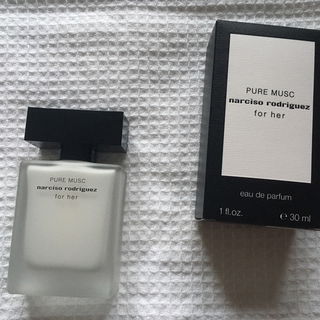 PURE MUSC
narciso rodriguez
for her
PURE MUSC
narciso rodriguez
for her
eau de parfum
1 fl.oz. e 30 ml